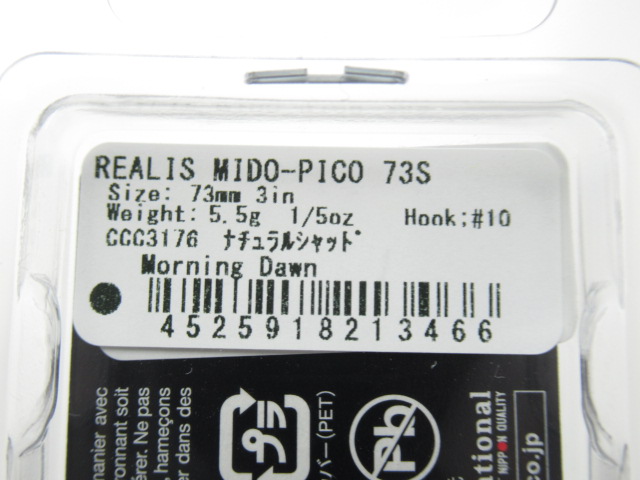 REALIS MIDO-PICO 73S
Size: 73mm 3in
Weight: 5.5g 1/5oz Hook;#10
CCC3176 ナチュラルシャッド
Morning Dawn
4525918213466
manier avec
ronnant soit
érer. Ne pas
er dans des
hameçons
プラ
バー(PET)
Pb
national
NIPPON QUALITY
co.jp